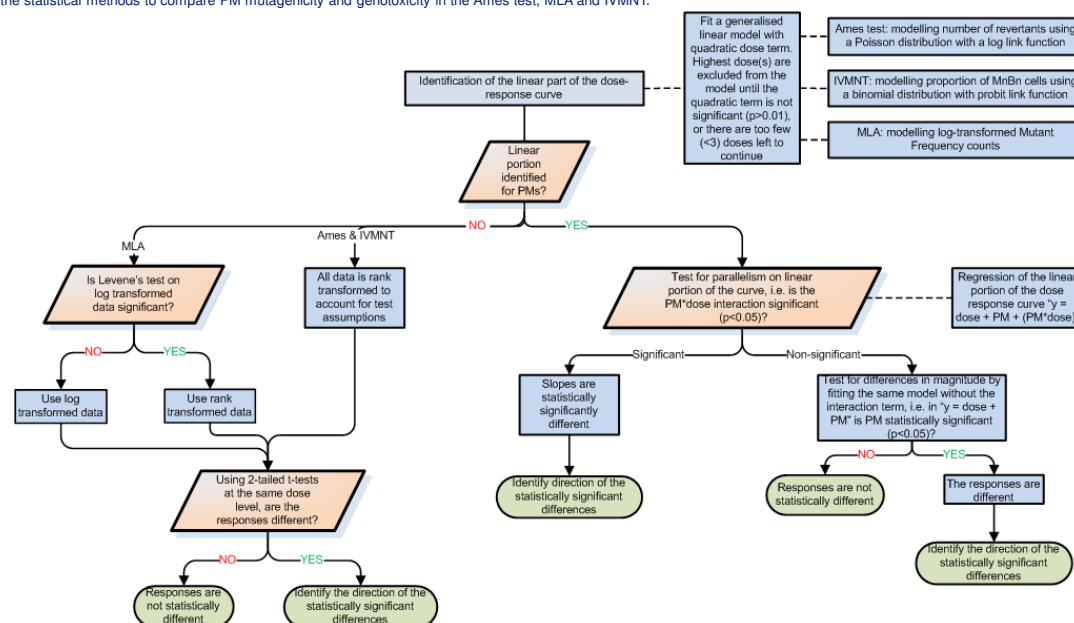 the statistical methods to compare PM mutagenicity and genotoxicity in the Ames test, MLA and IVMNT.
Fit a generalised
linear model with
quadratic dose term.
Highest dose(s) are
excluded from the
model until the
quadratic term is not
significant (p>0.01),
or there are too few
(<3) doses left to
continue
Ames test: modelling number of revertants using
a Poisson distribution with a log link function
IVMNT: modelling proportion of MnBn cells using
a binomial distribution with probit link function
MLA: modelling log-transformed Mutant
Frequency counts
Identification of the linear part of the dose-
response curve
Linear
portion
identified
for PMs?
NO
YES
MLA
Ames & IVMNT
Is Levene's test on
log transformed
data significant?
All data is rank
transformed to
account for test
assumptions
Test for parallelism on linear
portion of the curve, i.e. is the
PM*dose interaction significant
(p<0.05)?
Regression of the linear
portion of the dose
response curve "y =
dose + PM + (PM*dose)
NO
YES
Significant
Non-significant
Use log
transformed data
Use rank
transformed data
Slopes are
statistically
significantly
different
Test for differences in magnitude by
fitting the same model without the
interaction term, i.e. in "y = dose +
PM" is PM statistically significant
(p<0.05)?
NO
YES
Using 2-tailed t-tests
at the same dose
level, are the
responses different?
Identify direction of the
statistically significant
differences
Responses are not
statistically different
The responses are
different
NO
YES
Identify the direction of the
statistically significant
differences
Responses are
not statistically
different
Identify the direction of the
statistically significant
differences